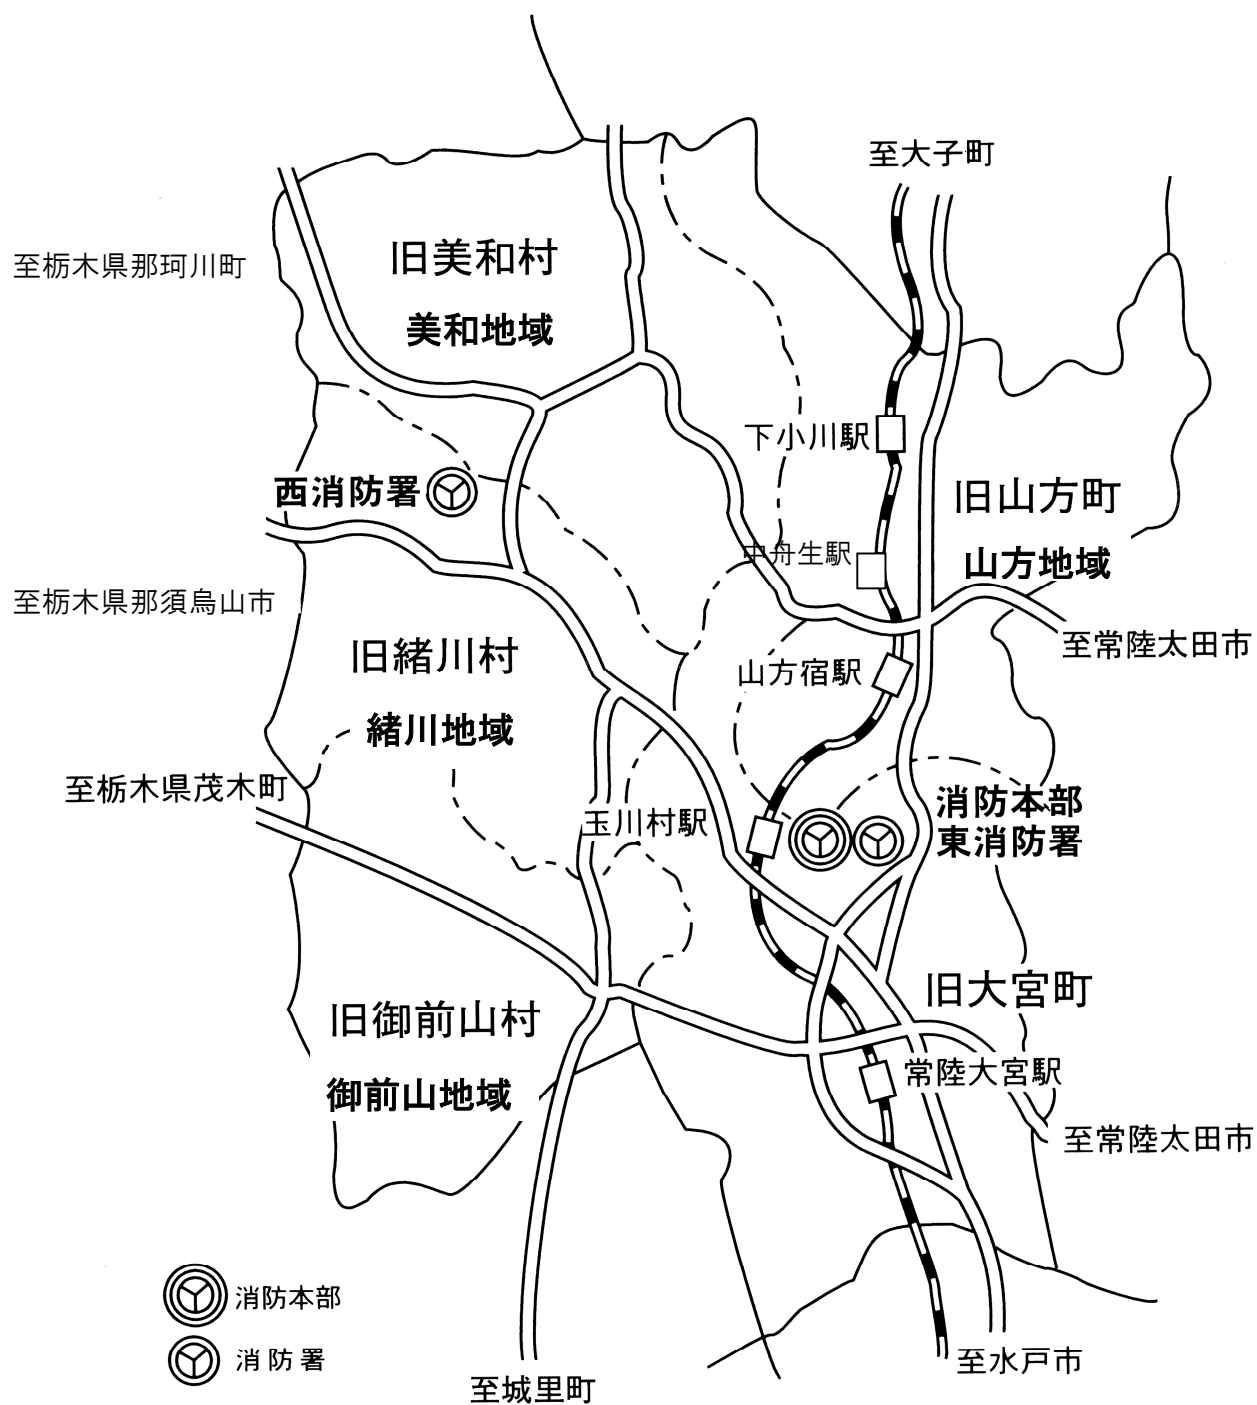 至大子町
旧美和村
至栃木県那珂川町
美和地域
下小川駅
西消防署
旧山方町
中舟生駅
山方地域
至栃木県那須烏山市
旧緒川村
至常陸太田市
山方宿駅
緒川地域
至栃木県茂木町
消防本部
玉川村駅
東消防署
旧大宮町
旧御前山村
常陸大宮駅
御前山地域
至常陸太田市
消防本部
消防署
至水戸市
至城里町